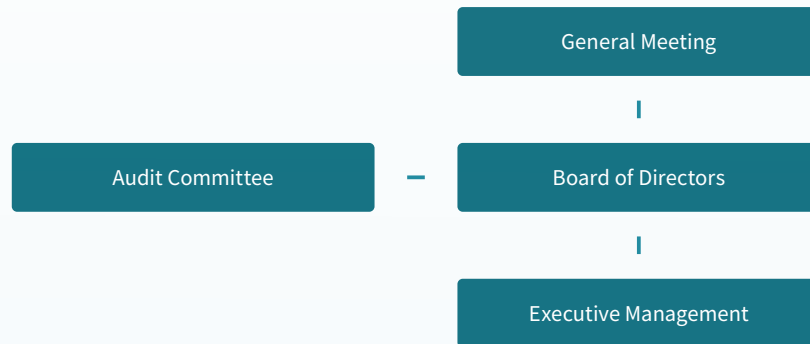 General Meeting
Audit Committee
Board of Directors
Executive Management